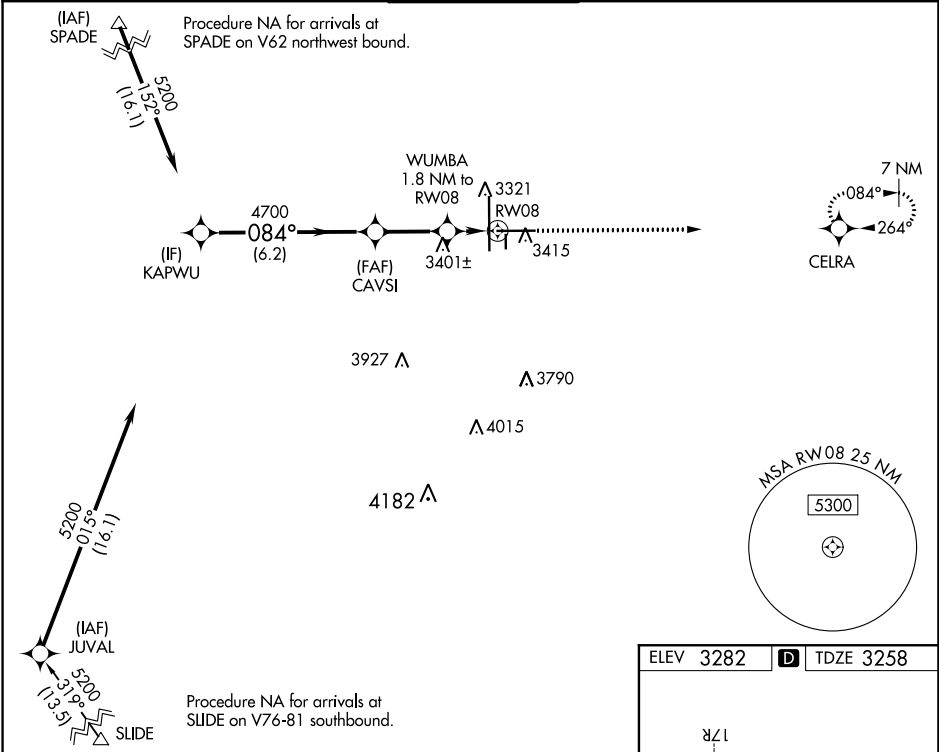 (IAF)
SPADE
Procedure NA for arrivals at
SPADE on V62 northwest bound.
5200
152°
(16.1)
WUMBA
1.8 NM to
RW08
3321
RW08
7 NM
084°
264°
CELRA
4700
084°
(6.2)
(IF)
KAPWU
(FAF)
CAVSI
3401±
3415
3927
3790
4015
4182
MSA RW08 25 NM
5300
5200
015°
(16.1)
(IAF)
JUVAL
5200
319°
(13.5)
SLIDE
Procedure NA for arrivals at
SLIDE on V76-81 southbound.
ELEV 3282 D TDZE 3258
17R